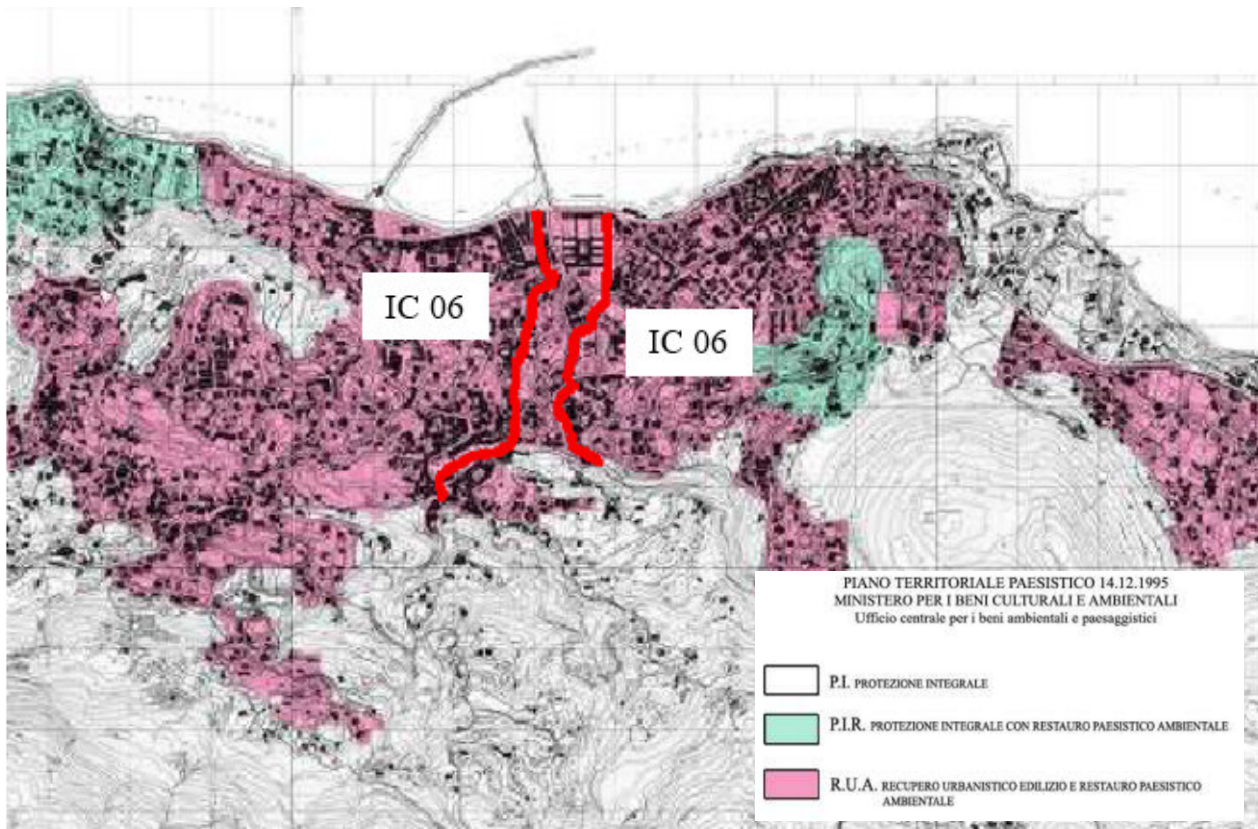 IC 06
IC 06
PIANO TERRITORIALE PAESISTICO 14.12.1995
MINISTERO PER I BENI CULTURALI E AMBIENTALI
Ufficio centrale per i beni ambientali e paesaggistici
P.I. PROTEZIONE INTEGRALE
P.I.R. PROTEZIONE INTEGRALE CON RESTAURO PAESISTICO AMBIENTALE
R.U.A. RECUPERO URBANISTICO EDILIZIO E RESTAURO PAESISTICO
AMBIENTALE